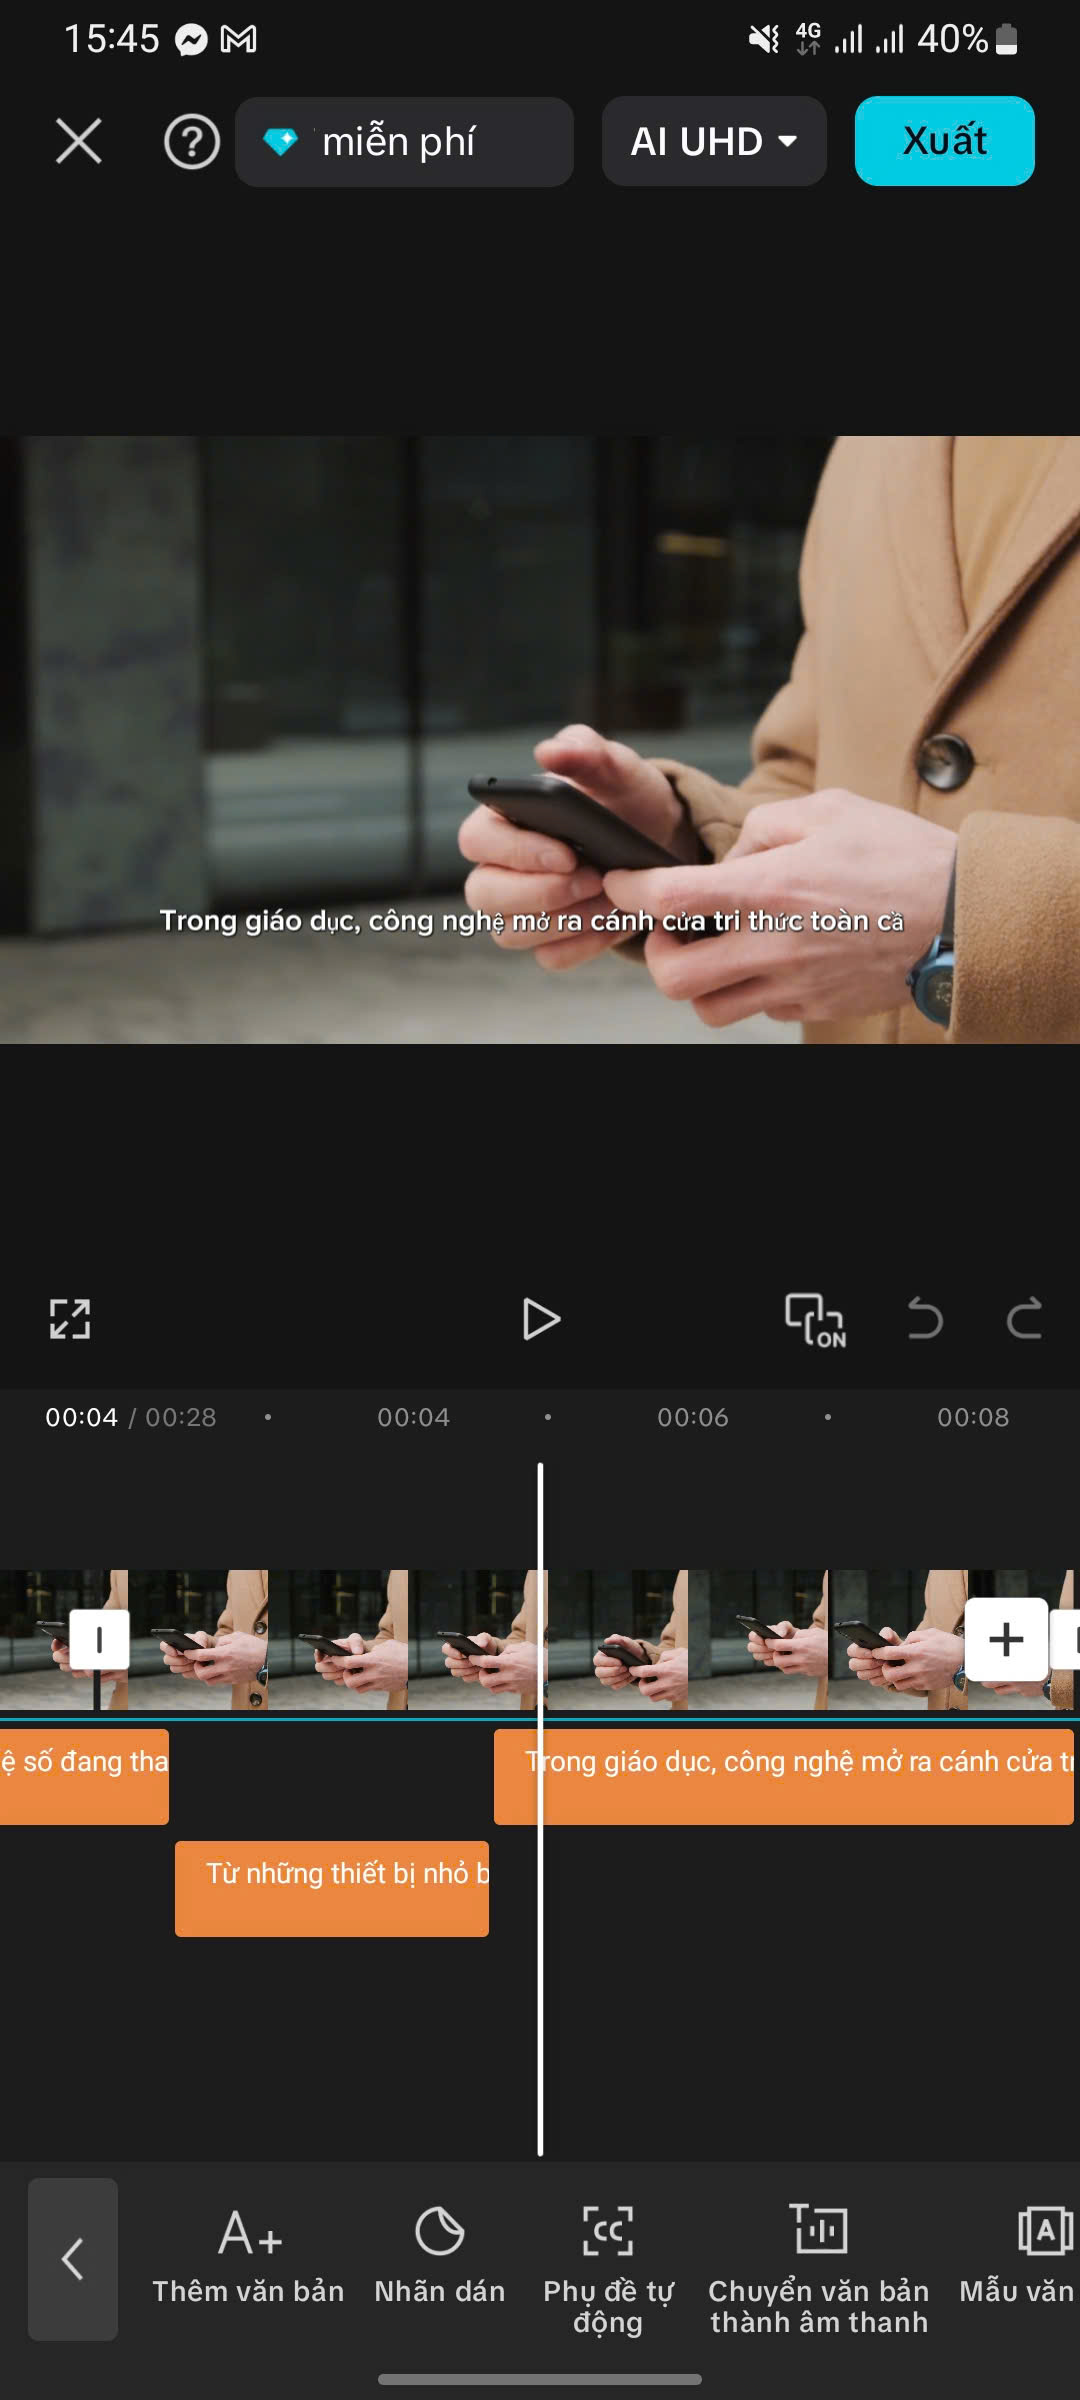 15:45 4G 40%
miễn phí AI UHD Xuất
Trong giáo dục, công nghệ mở ra cánh cửa tri thức toàn cầ
ON
00:04 / 00:28 00:04 00:06 00:08
ệ số đang tha
Trong giáo dục, công nghệ mở ra cánh cửa tr
Từ những thiết bị nhỏ b
A+ Thêm văn bản
Nhãn dán
CC Phụ đề tự
động
Chuyển văn bản
thành âm thanh
Mẫu văn